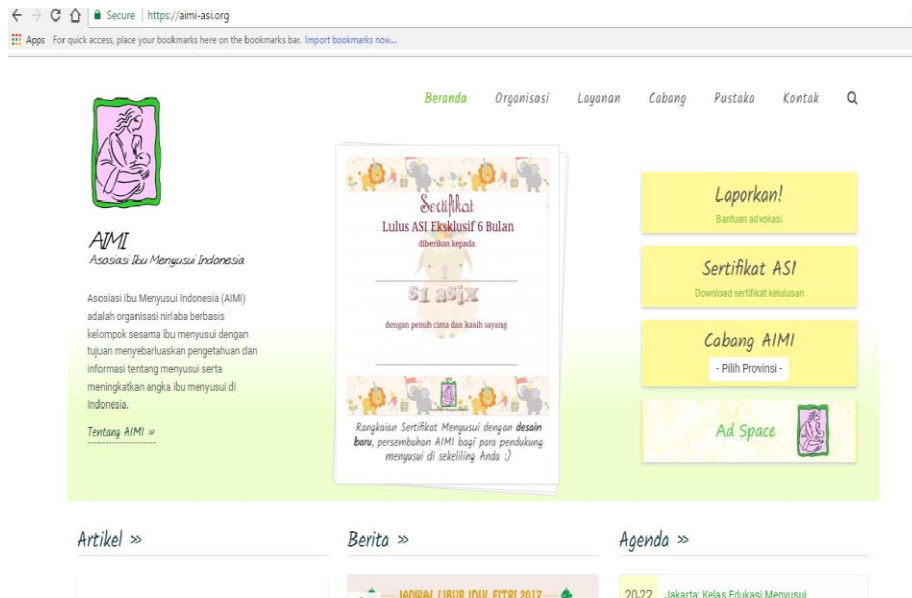 Secure | https://aimi-asi.org
Apps For quick access, place your bookmarks here on the bookmarks bar. Import bookmarks now...
Beranda Organisasi Layanan Cabang Pustaka Kontak
AIMI
Asosiasi Ibu Menyusui Indonesia
Asosiasi Ibu Menyusui Indonesia (AIMI)
adalah organisasi nirlaba berbasis
kelompok sesama ibu menyusui dengan
tujuan menyebarluaskan pengetahuan dan
informasi tentang menyusui serta
meningkatkan angka ibu menyusui di
Indonesia.
Tentang AIMI »
Sertifikat
Lulus ASI Eksklusif 6 Bulan
diberikan kepada
SI ASIX
dengan penuh cinta dan kasih sayang
Rangkaian Sertifikat Menyusui dengan desain
baru, persembahan AIMI bagi para pendukung
menyusui di sekeliling Anda :)
Laporkan!
Bantuan advokasi
Sertifikat ASI
Download sertifikat kelulusan
Cabang AIMI
- Pilih Provinsi -
Ad Space
Artikel »
Berita »
Agenda »
JADWAL LIBUR IDUL FITRI 2017
20-22 Jakarta: Kelas Edukasi Menyusui